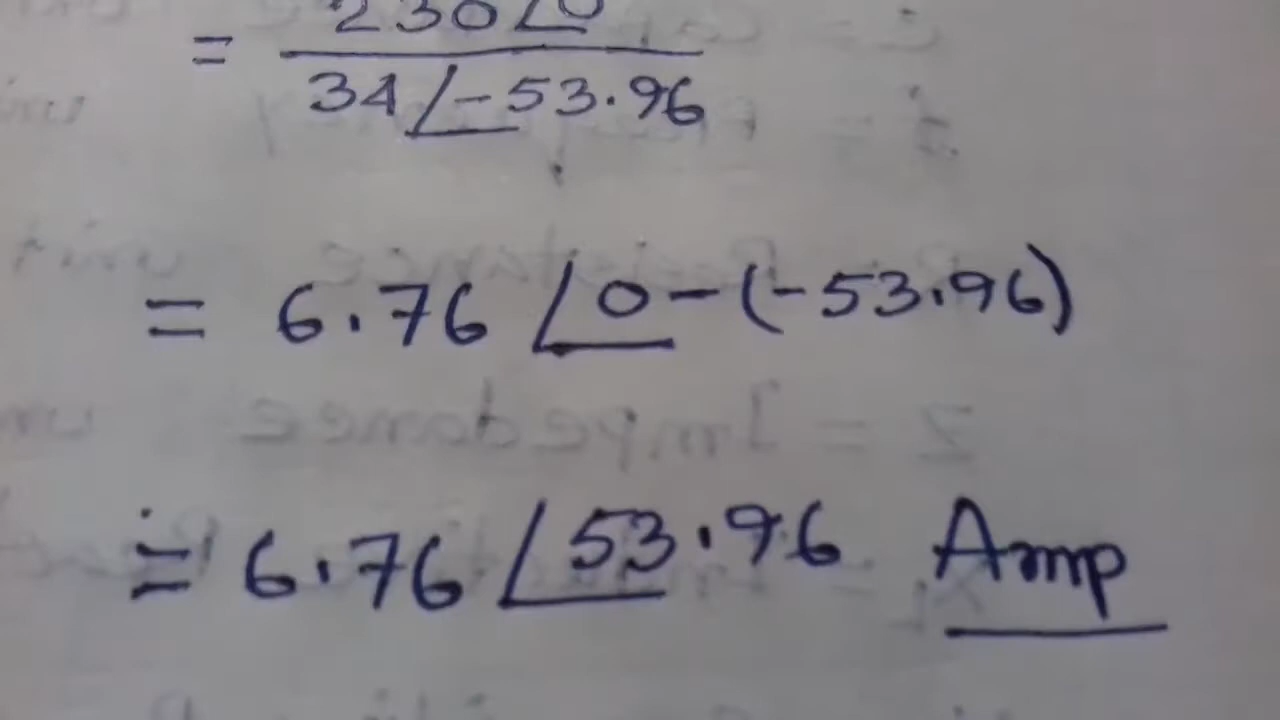 = 230∠0
34∠-53.96
= 6.76 ∠0-(-53.96)
= 6.76 ∠53.96 Amp